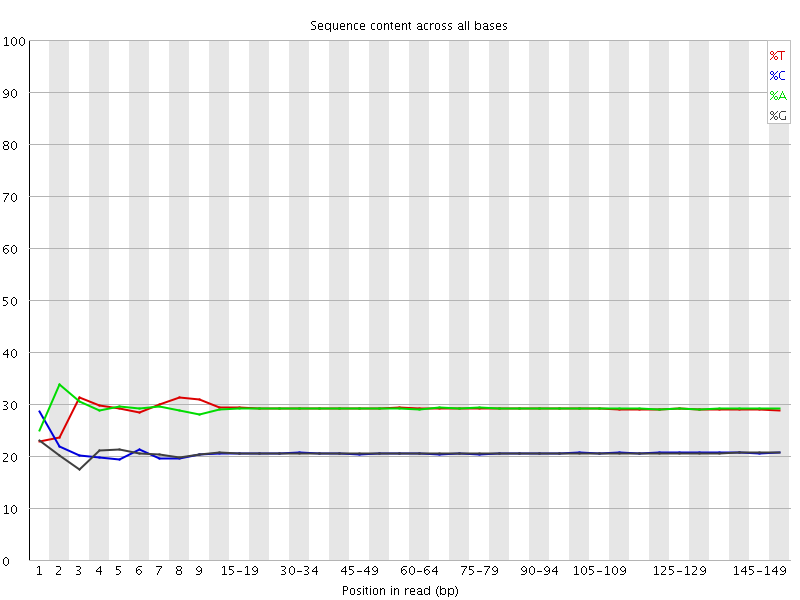 Sequence content across all bases
100
90
80
70
60
50
40
30
20
10
0
%T
%C
%A
%G
1 2 3 4 5 6 7 8 9 15-19 30-34 45-49 60-64 75-79 90-94 105-109 125-129 145-149
Position in read (bp)